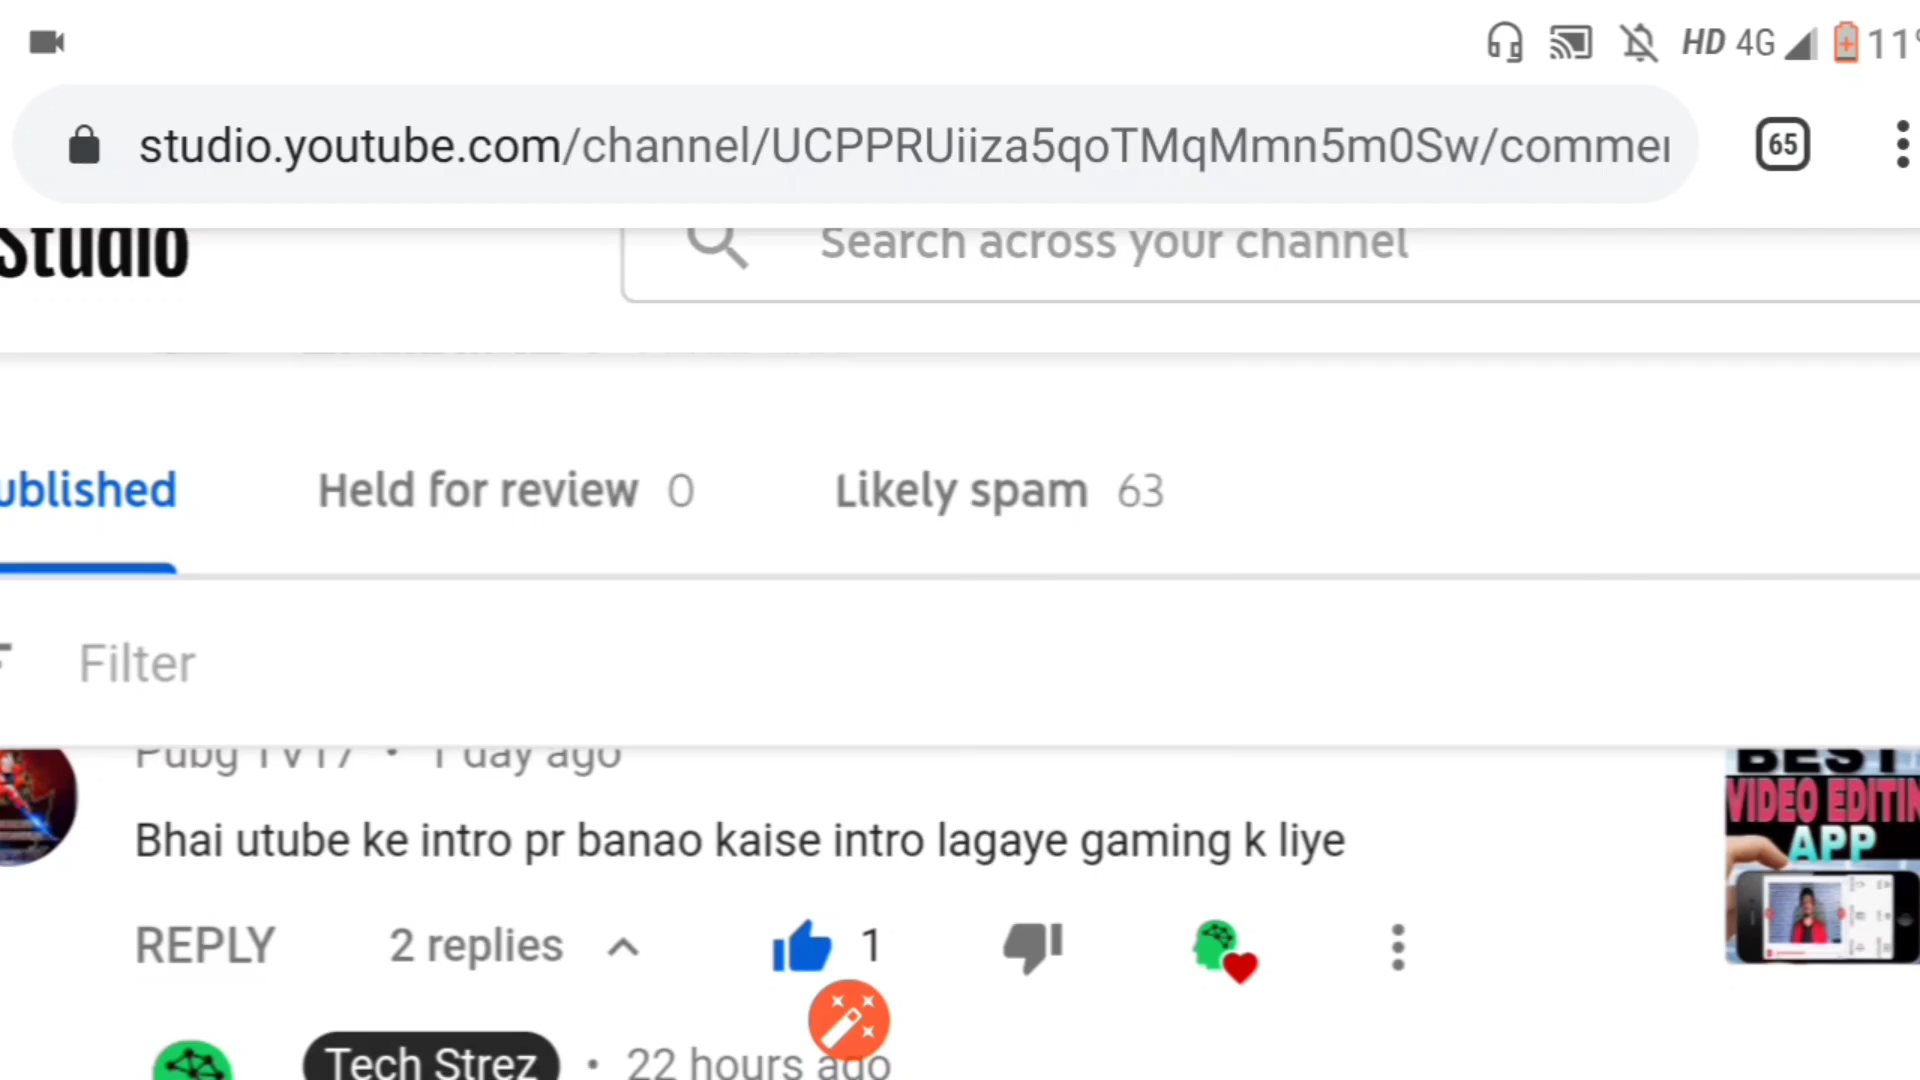 HD 4G 11
studio.youtube.com/channel/UCPPRUiiza5qoTMqMmn5m0Sw/commer
65
Studio
Search across your channel
ublished
Held for review 0
Likely spam 63
Filter
Pubg TV17 • 1 day ago
Bhai utube ke intro pr banao kaise intro lagaye gaming k liye
REPLY
2 replies
1
BEST
VIDEO EDITIN
APP
Tech Strez • 22 hours ago